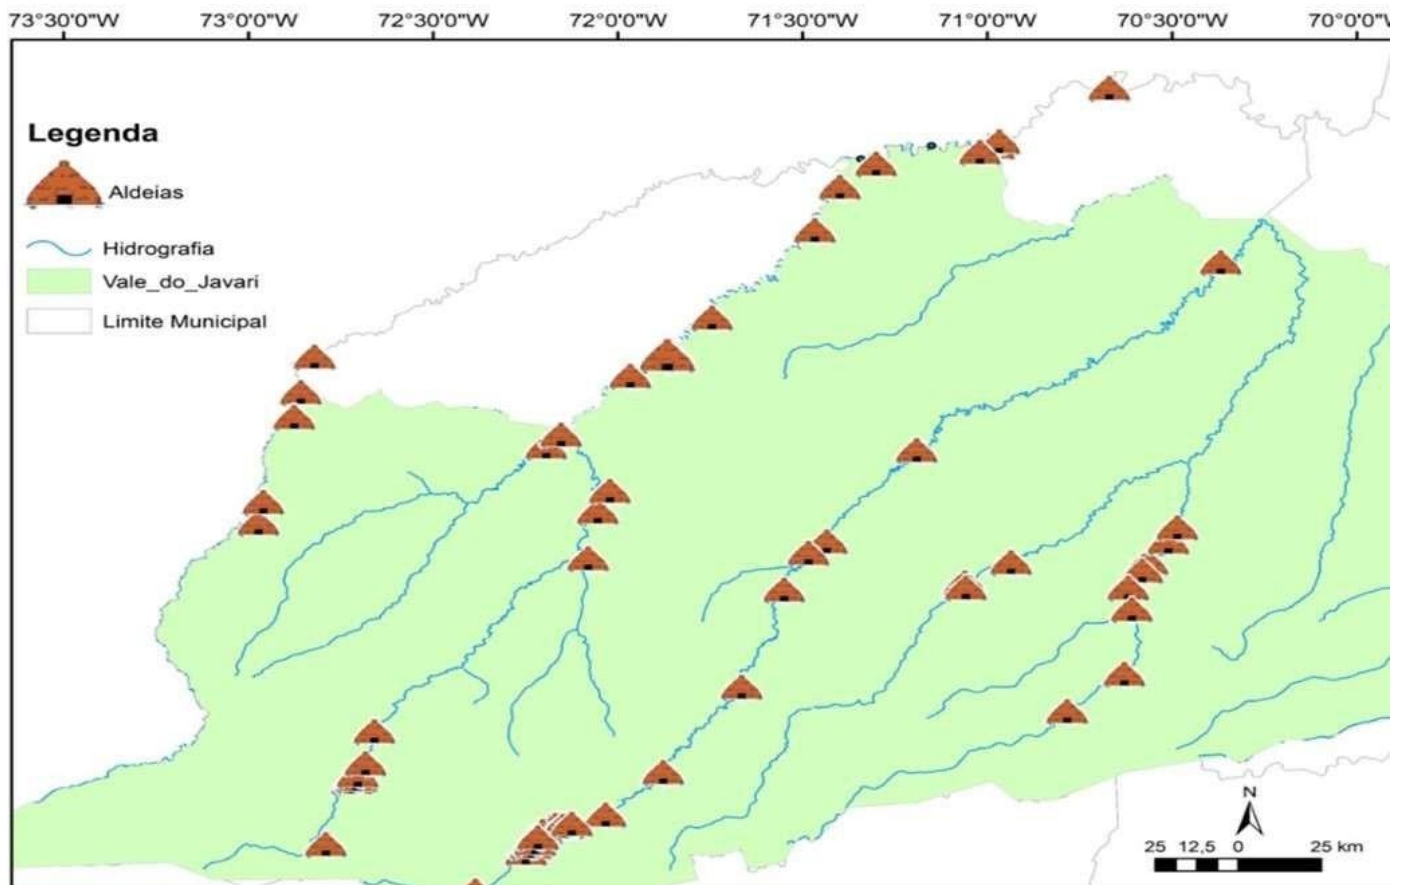 73°30'0"W 73°0'0"W 72°30'0"W 72°0'0"W 71°30'0"W 71°0'0"W 70°30'0"W 70°0'0"W
Legenda
Aldeias
Hidrografia
Vale_do_Javari
Limite Municipal
N
25 12,5 0 25 km